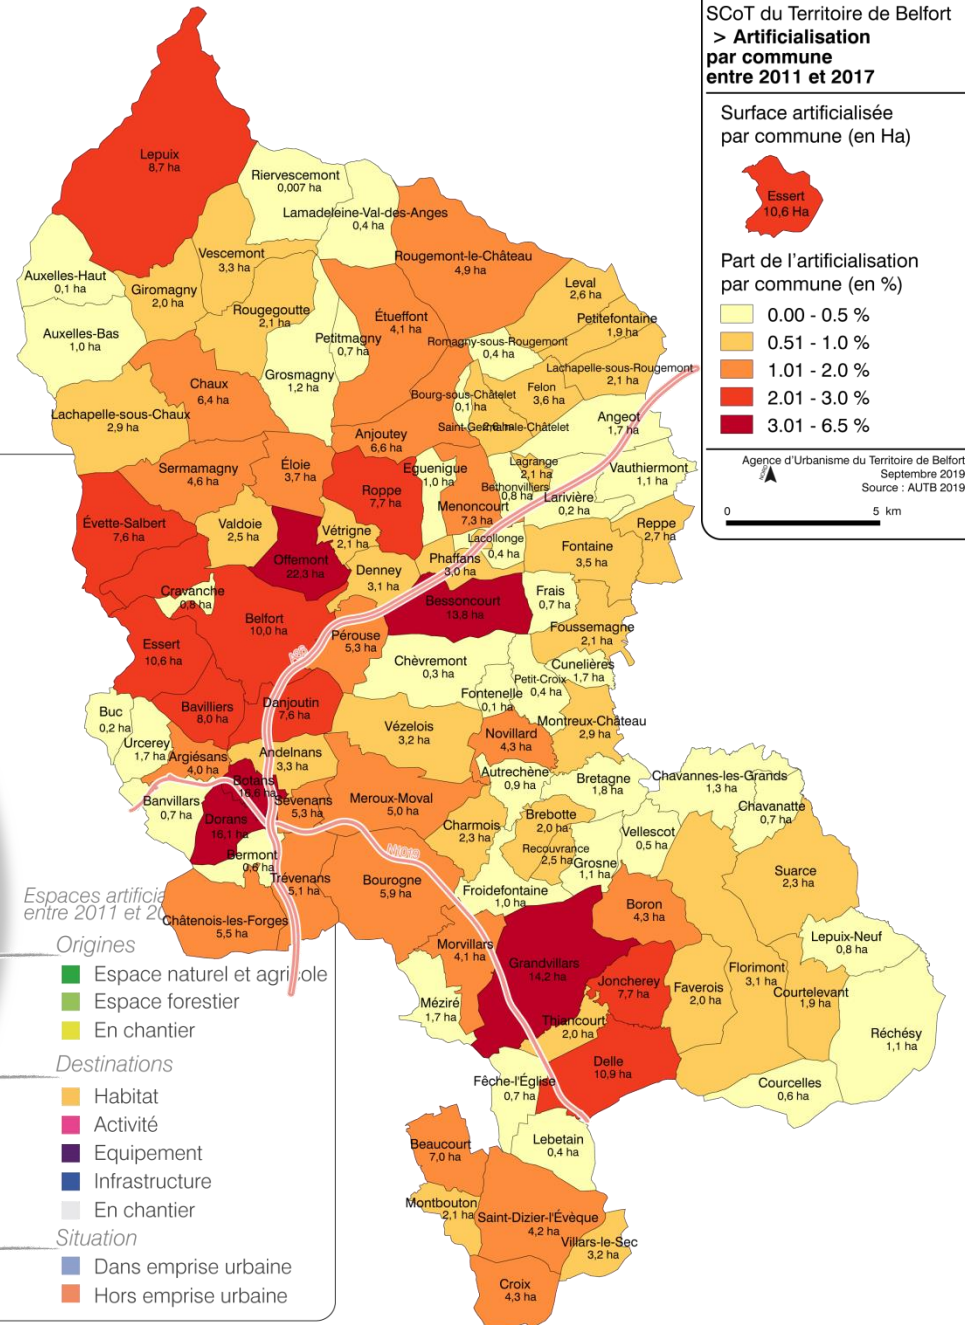 SCoT du Territoire de Belfort
> Artificialisation
par commune
entre 2011 et 2017
Surface artificialisée
par commune (en Ha)
Essert
10,6 Ha
Part de l'artificialisation
par commune (en %)
0.00 - 0.5 %
0.51 - 1.0 %
1.01 - 2.0 %
2.01 - 3.0 %
3.01 - 6.5 %
Agence d'Urbanisme du Territoire de Belfort
Septembre 2019
Source : AUTB 2019
NORD
0 5 km
Lepuix
8,7 ha
Riervescemont
0,007 ha
Lamadeleine-Val-des-Anges
0,4 ha
Auxelles-Haut
0,1 ha
Vescemont
3,3 ha
Rougemont-le-Château
4,9 ha
Giromagny
2,0 ha
Leval
2,6 ha
Rougegoutte
2,1 ha
Étueffont
4,1 ha
Petitefontaine
1,9 ha
Auxelles-Bas
1,0 ha
Petitmagny
0,7 ha
Romagny-sous-Rougemont
0,4 ha
Grosmagny
1,2 ha
Lachapelle-sous-Rougemont
2,1 ha
Chaux
6,4 ha
Bourg-sous-Châtelet
0,1 ha
Felon
3,6 ha
Lachapelle-sous-Chaux
2,9 ha
Angeot
1,7 ha
Saint-Germain-le-Châtelet
Anjoutey
6,6 ha
Sermamagny
4,6 ha
Éloie
3,7 ha
Eguenigue
1,0 ha
Lagrange
2,1 ha
Vauthiermont
1,1 ha
Roppe
7,7 ha
Bethonvilliers
0,8 ha
Larivière
0,2 ha
Menoncourt
7,3 ha
Évette-Salbert
7,6 ha
Valdoie
2,5 ha
Vétrigne
2,1 ha
Reppe
2,7 ha
Lacollonge
0,4 ha
Fontaine
3,5 ha
Phaffans
3,0 ha
Offemont
22,3 ha
Denney
3,1 ha
Cravanche
0,8 ha
Frais
0,7 ha
Bessoncourt
13,8 ha
Belfort
10,0 ha
Pérouse
5,3 ha
Foussemagne
2,1 ha
Essert
10,6 ha
Chèvremont
0,3 ha
Cunelières
1,7 ha
Petit-Croix
0,4 ha
Fontenelle
0,1 ha
Bavilliers
8,0 ha
Danjoutin
7,6 ha
Buc
0,2 ha
Vézelois
3,2 ha
Montreux-Château
2,9 ha
Novillard
4,3 ha
Urcerey
1,7 ha
Argiésans
4,0 ha
Andelnans
3,3 ha
Autrechêne
0,9 ha
Bretagne
1,8 ha
Chavannes-les-Grands
1,3 ha
Botans
Banvillars
0,7 ha
Sevenans
5,3 ha
Meroux-Moval
5,0 ha
Chavanatte
0,7 ha
Dorans
16,1 ha
Charmois
2,3 ha
Brebotte
2,0 ha
Vellescot
0,5 ha
Bermont
0,6 ha
Recouvrance
2,5 ha
Grosne
1,1 ha
Suarce
2,3 ha
Trévenans
5,1 ha
Bourogne
5,9 ha
Froidefontaine
1,0 ha
Châtenois-les-Forges
5,5 ha
Boron
4,3 ha
Lepuix-Neuf
0,8 ha
Morvillars
4,1 ha
Grandvillars
14,2 ha
Joncherey
7,7 ha
Faverois
2,0 ha
Florimont
3,1 ha
Courtelevant
1,9 ha
Méziré
1,7 ha
Thiancourt
2,0 ha
Réchésy
1,1 ha
Delle
10,9 ha
Fêche-l'Église
0,7 ha
Courcelles
0,6 ha
Beaucourt
7,0 ha
Lebetain
0,4 ha
Montbouton
2,1 ha
Saint-Dizier-l'Évèque
4,2 ha
Villars-le-Sec
3,2 ha
Croix
4,3 ha
Espaces artificia
entre 2011 et 20
Origines
Espace naturel et agricole
Espace forestier
En chantier
Destinations
Habitat
Activité
Equipement
Infrastructure
En chantier
Situation
Dans emprise urbaine
Hors emprise urbaine